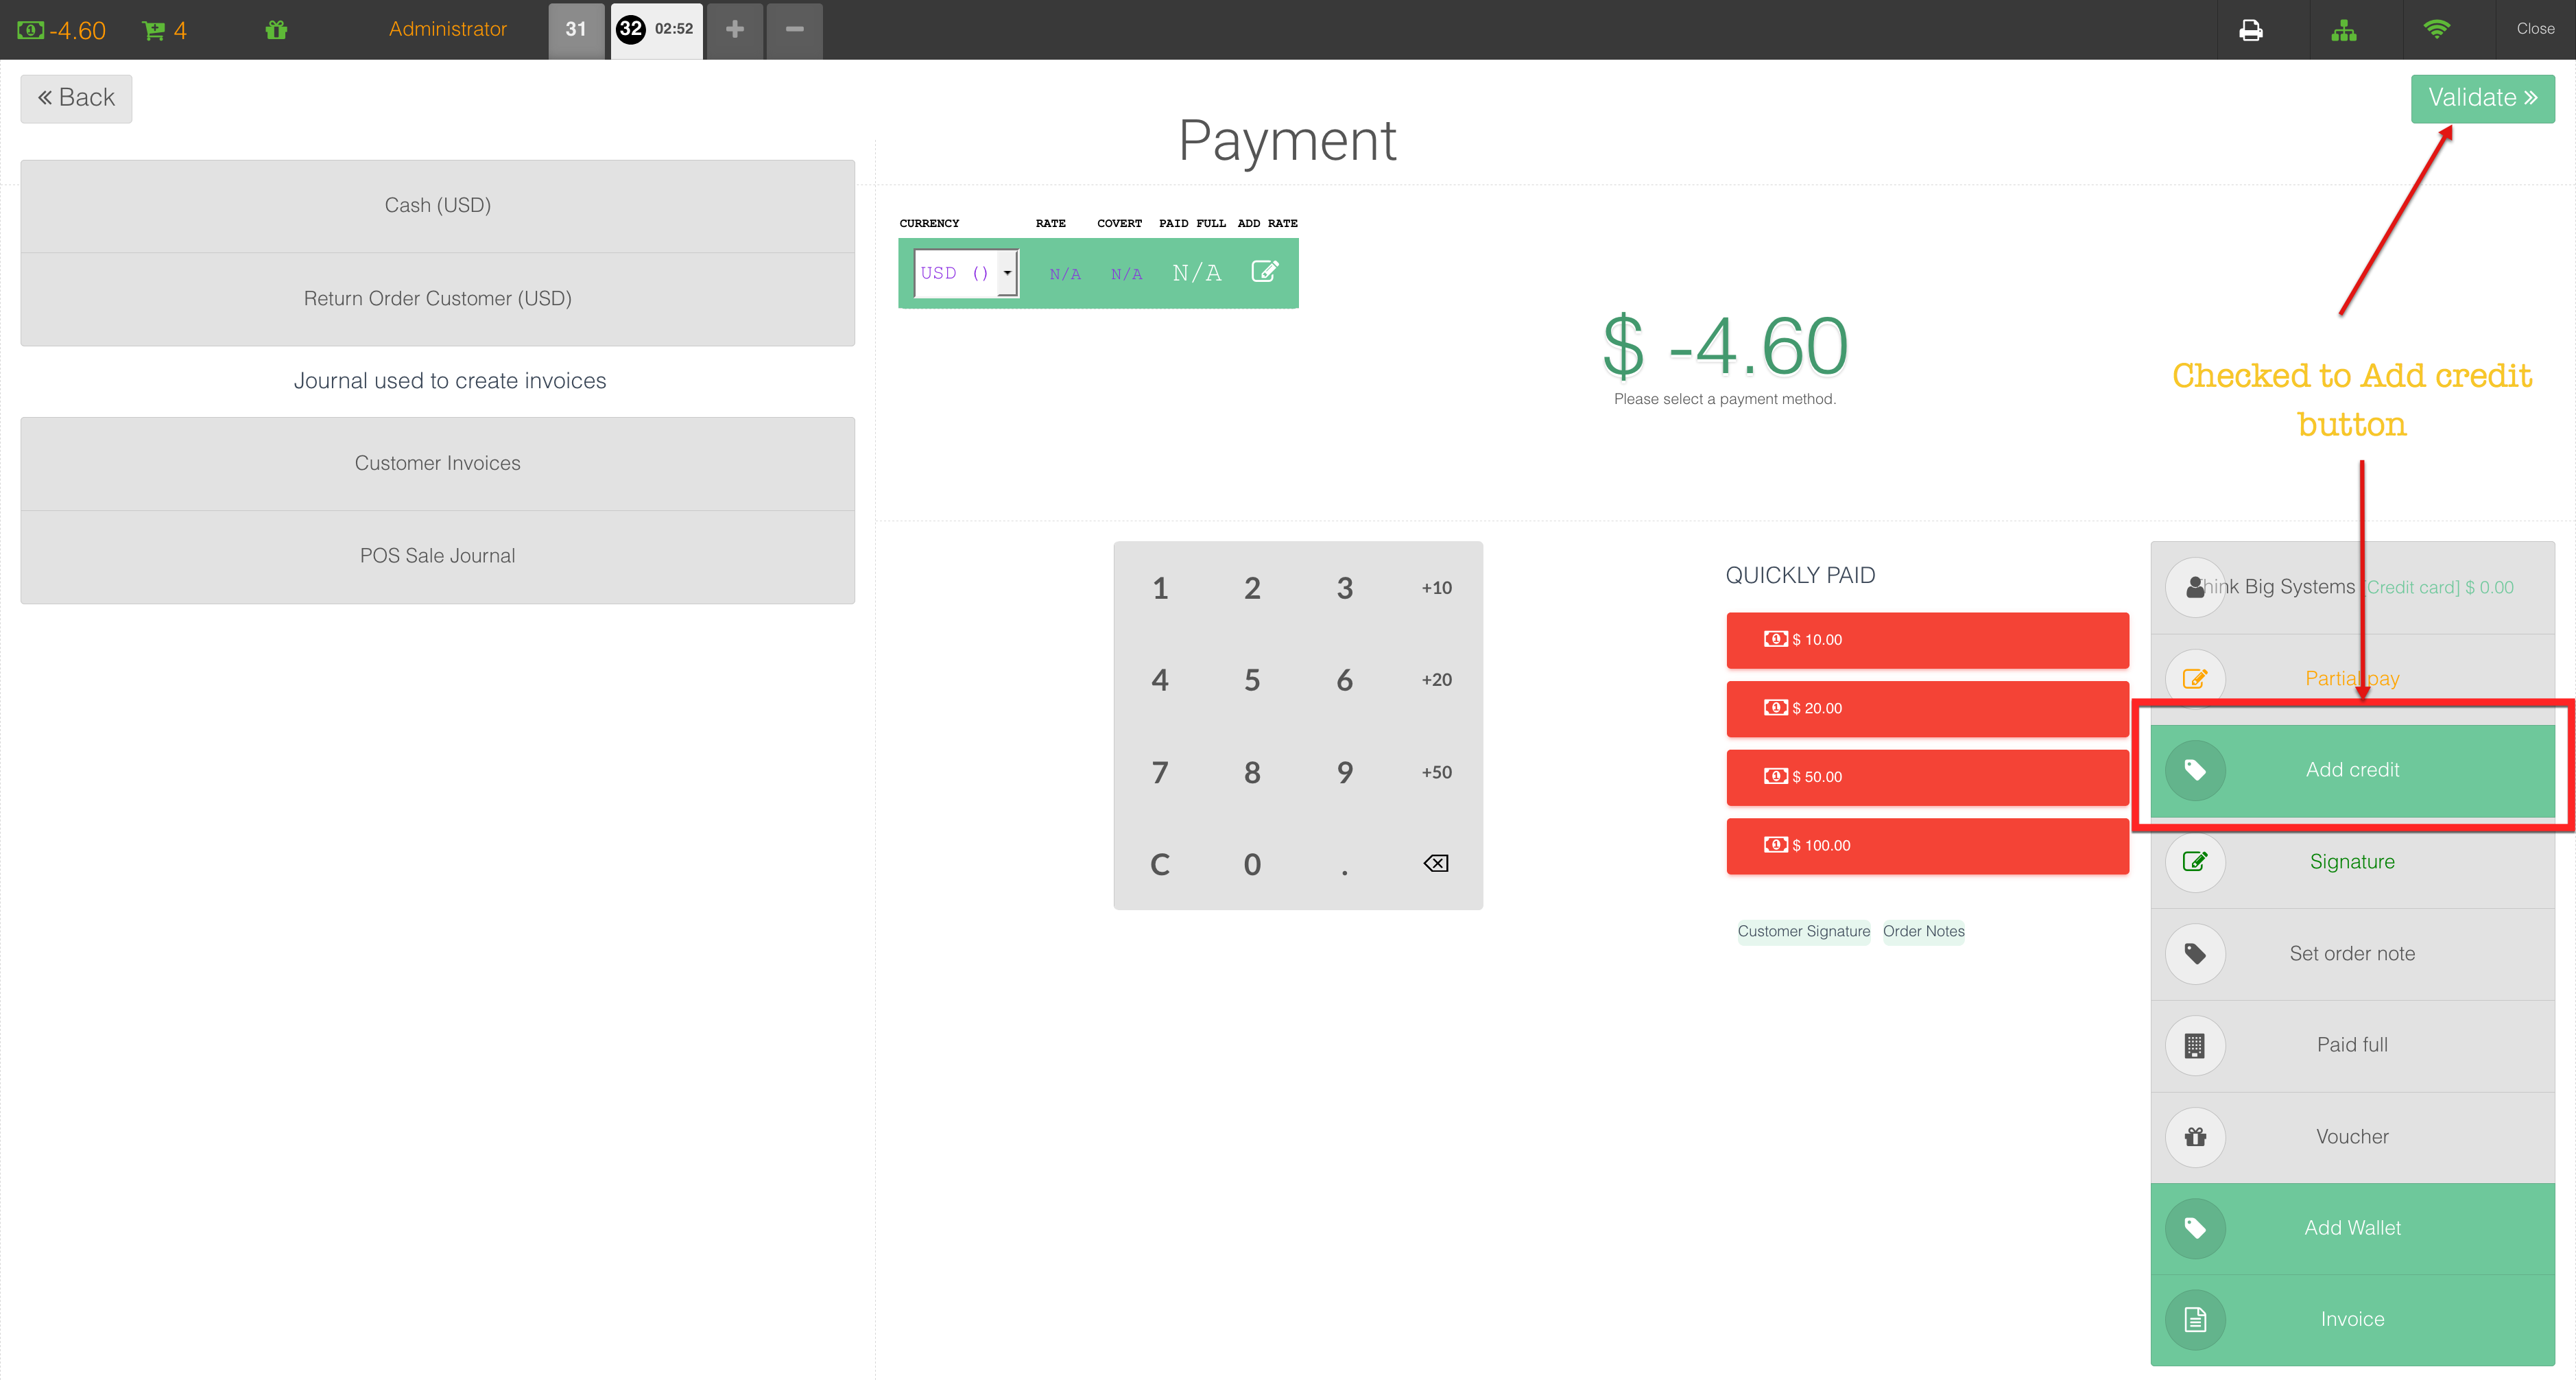 -4.60 4 Administrator 31 32 02:52 Close
Back
Validate
Payment
Cash (USD)
Return Order Customer (USD)
Journal used to create invoices
Customer Invoices
POS Sale Journal
CURRENCY RATE COVERT PAID FULL ADD RATE
USD () N/A N/A N/A
$ -4.60
Please select a payment method.
Checked to Add credit
button
1 2 3 +10
4 5 6 +20
7 8 9 +50
C 0 .
QUICKLY PAID
$ 10.00
$ 20.00
$ 50.00
$ 100.00
Customer Signature Order Notes
Big Systems [Credit card] $ 0.00
Partial pay
Add credit
Signature
Set order note
Paid full
Voucher
Add Wallet
Invoice